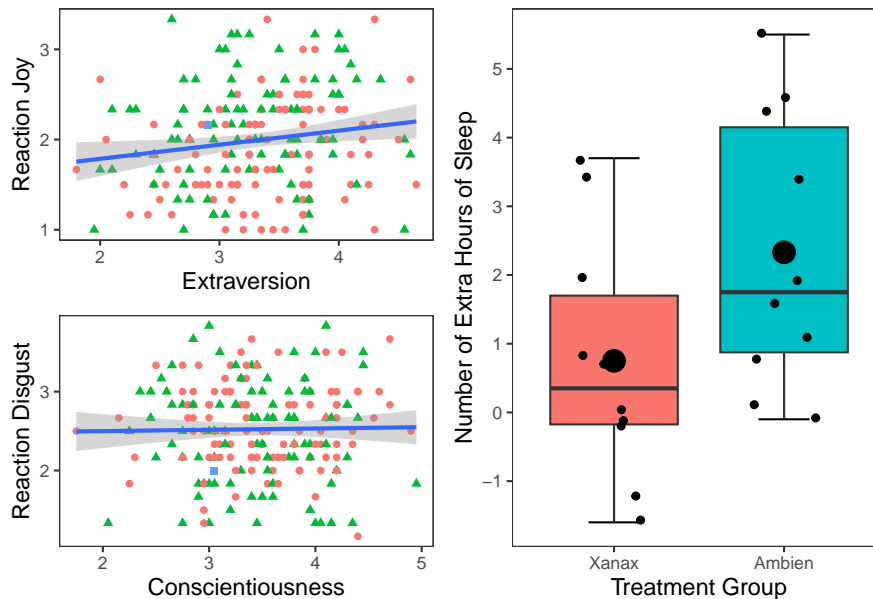 Reaction Joy
3
2
1
2
3
4
Extraversion
Reaction Disgust
3
2
2
3
4
5
Conscientiousness
Number of Extra Hours of Sleep
5
4
3
2
1
0
−1
Xanax
Ambien
Treatment Group